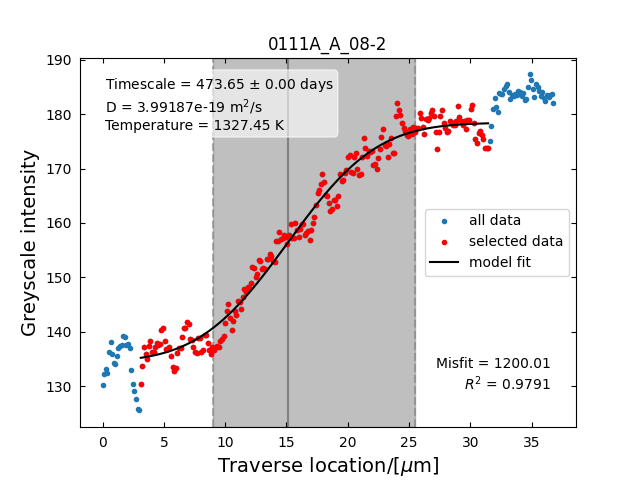 0111A_A_08-2
Timescale = 473.65 ± 0.00 days
D = 3.99187e-19 m²/s
Temperature = 1327.45 K
190
180
170
160
150
140
130
Greyscale intensity
all data
selected data
model fit
Misfit = 1200.01
R² = 0.9791
0 5 10 15 20 25 30 35
Traverse location/[μm]